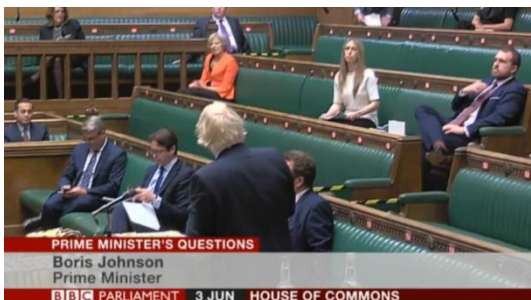 PRIME MINISTER'S QUESTIONS
Boris Johnson
Prime Minister
BBC PARLIAMENT 3 JUN HOUSE OF COMMONS